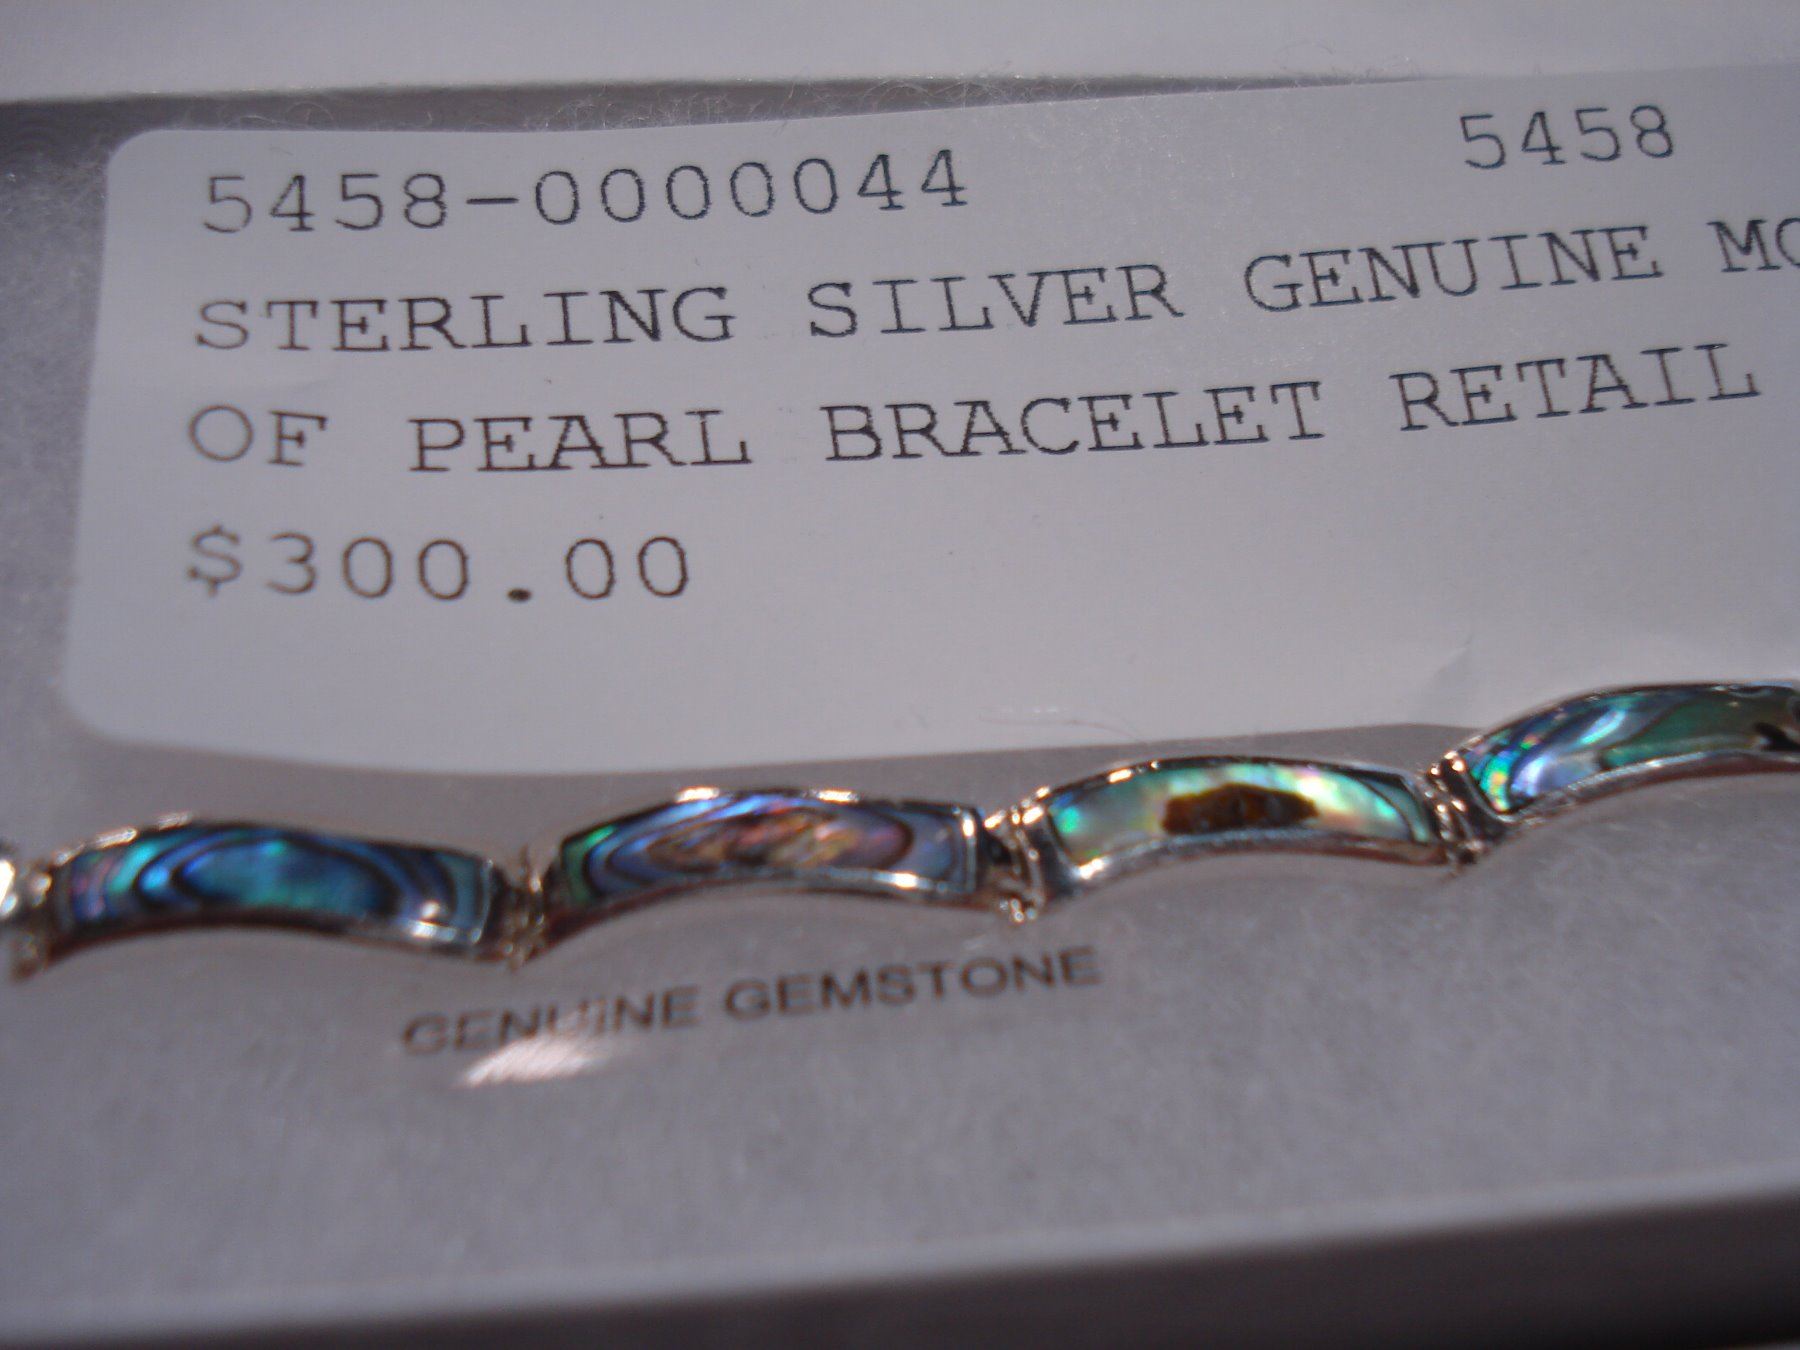 5458-0000044 5458
STERLING SILVER GENUINE
OF PEARL BRACELET RETAIL
$300.00
GENUINE GEMSTONE